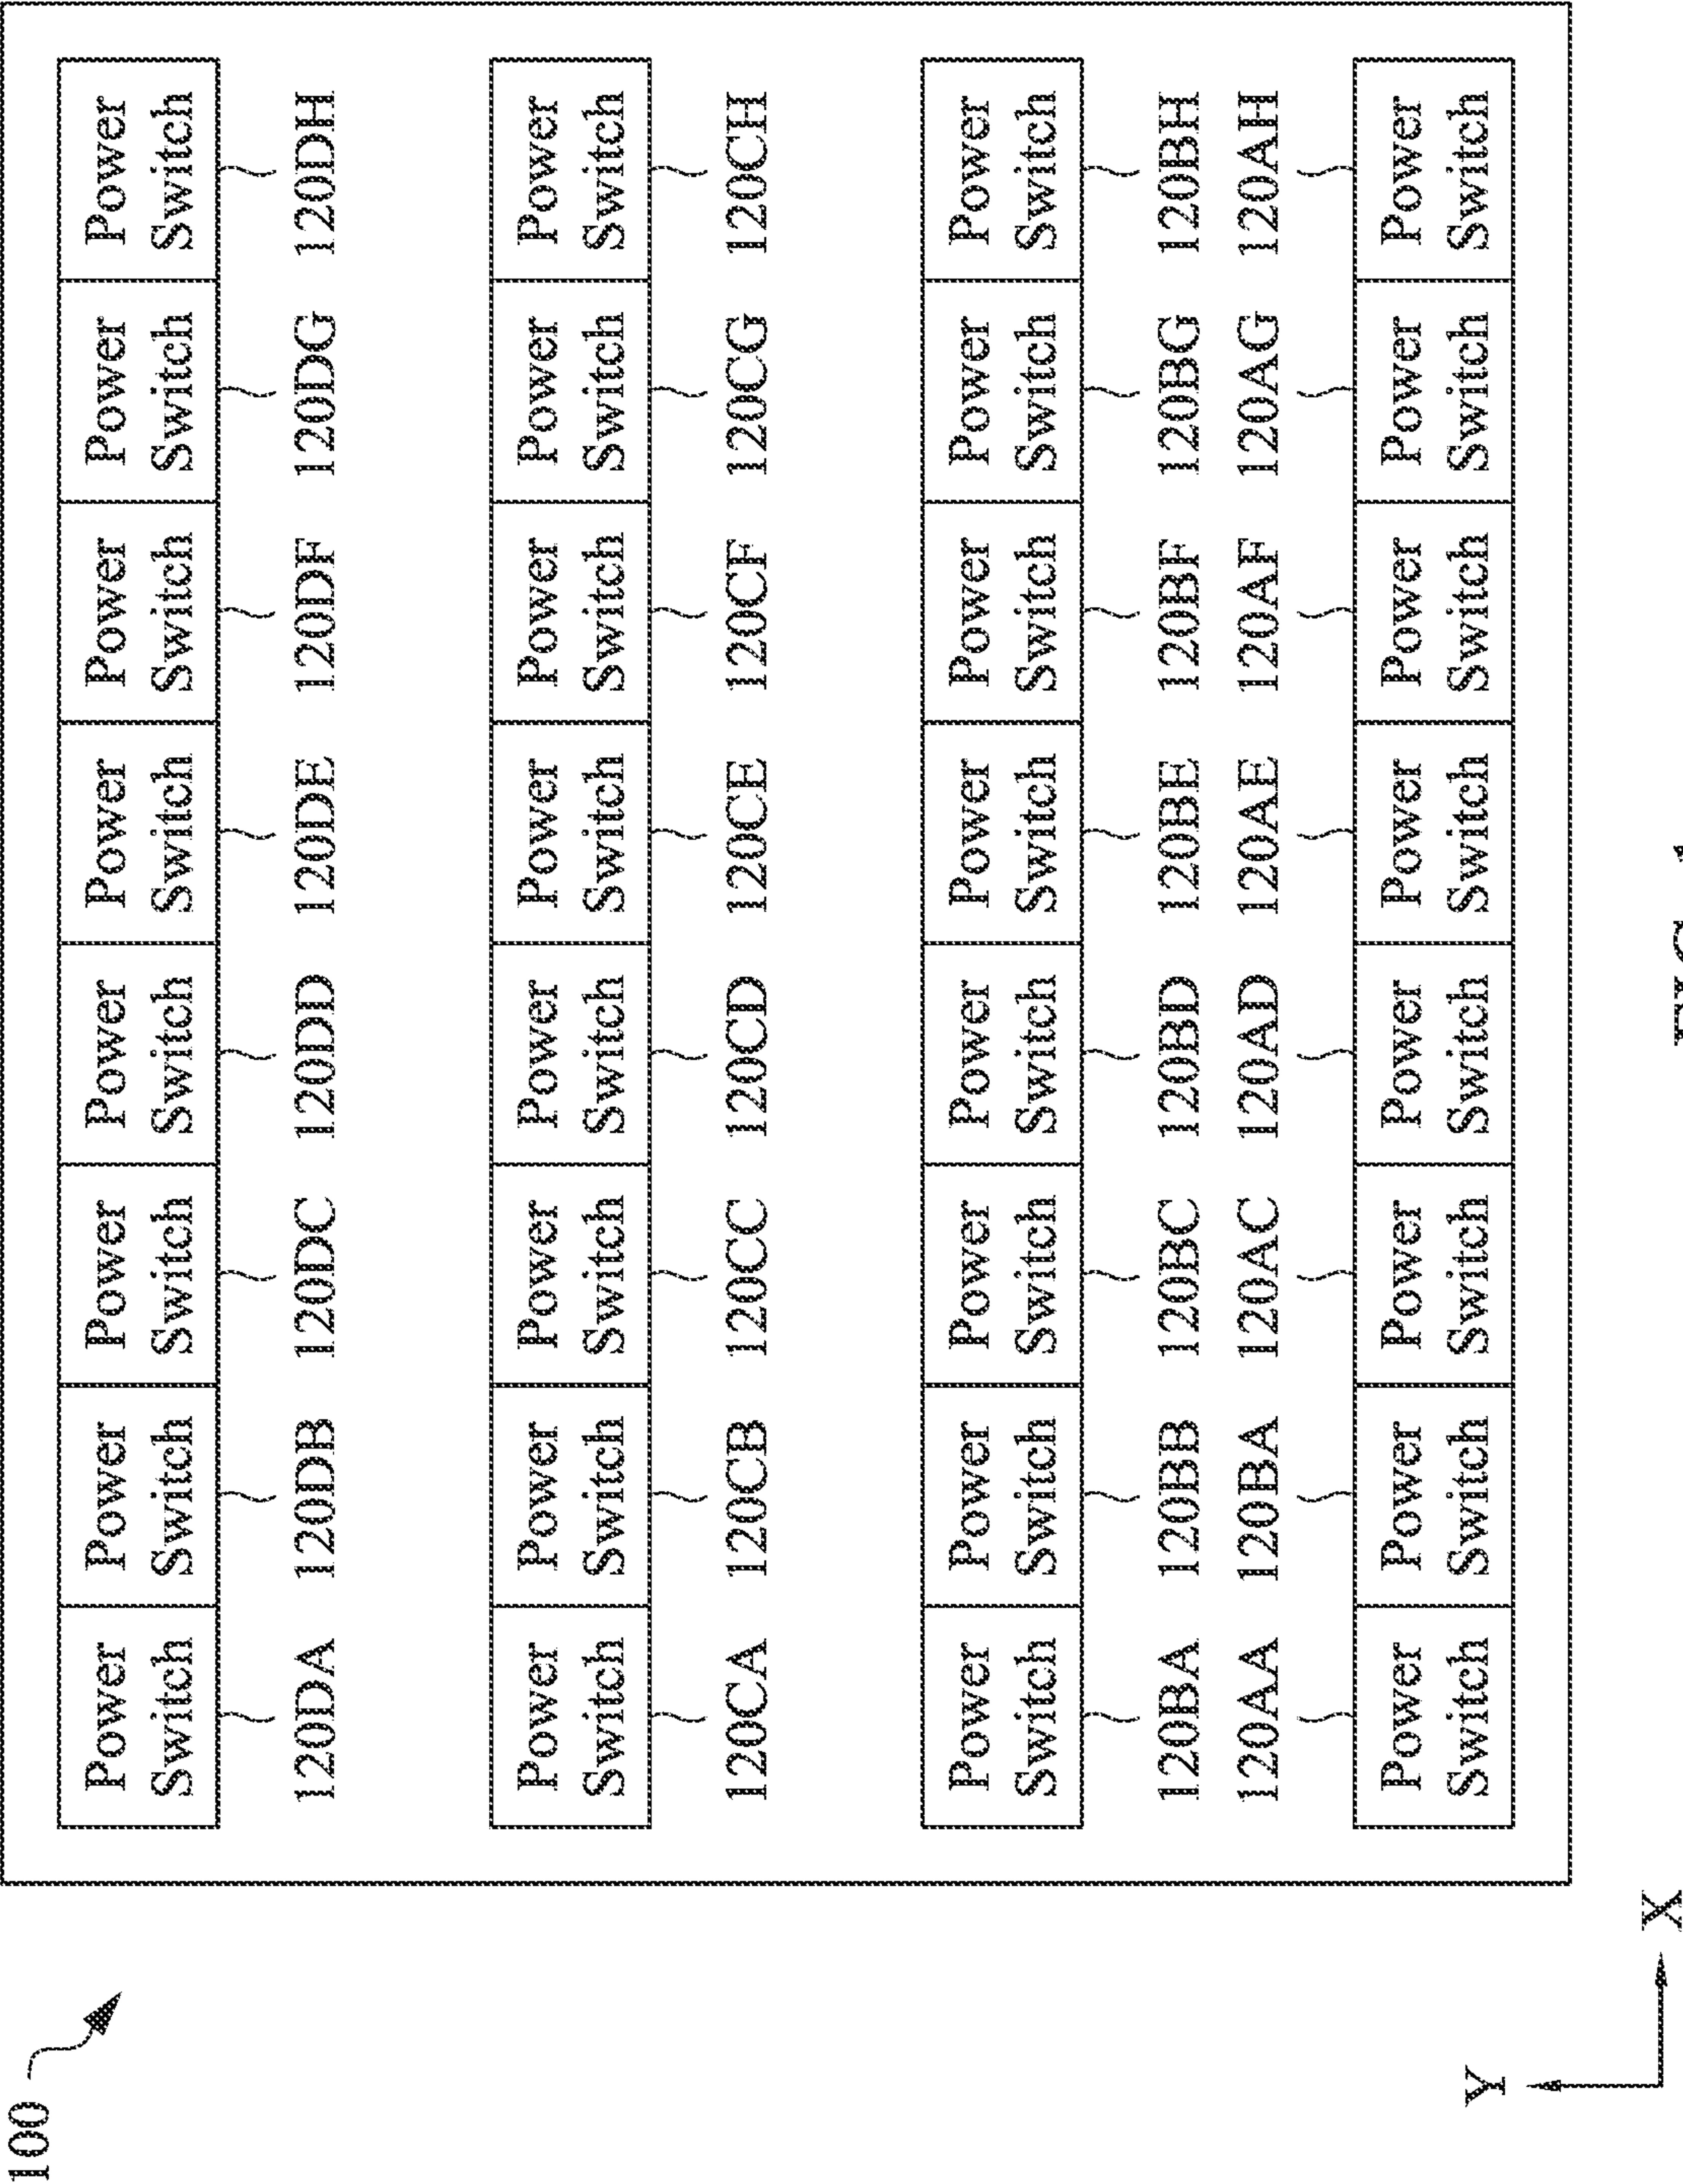 100
Power Power Power Power Power Power Power Power
Switch Switch Switch Switch Switch Switch Switch Switch
120DA 120DB 120DC 120DD 120DE 120DF 120DG 120DH
Power Power Power Power Power Power Power Power
Switch Switch Switch Switch Switch Switch Switch Switch
120CA 120CB 120CC 120CD 120CE 120CF 120CG 120CH
Power Power Power Power Power Power Power Power
Switch Switch Switch Switch Switch Switch Switch Switch
120BA 120BB 120BC 120BD 120BE 120BF 120BG 120BH
120AA 120BA 120AC 120AD 120AE 120AF 120AG 120AH
Power Power Power Power Power Power Power Power
Switch Switch Switch Switch Switch Switch Switch Switch
Y
X